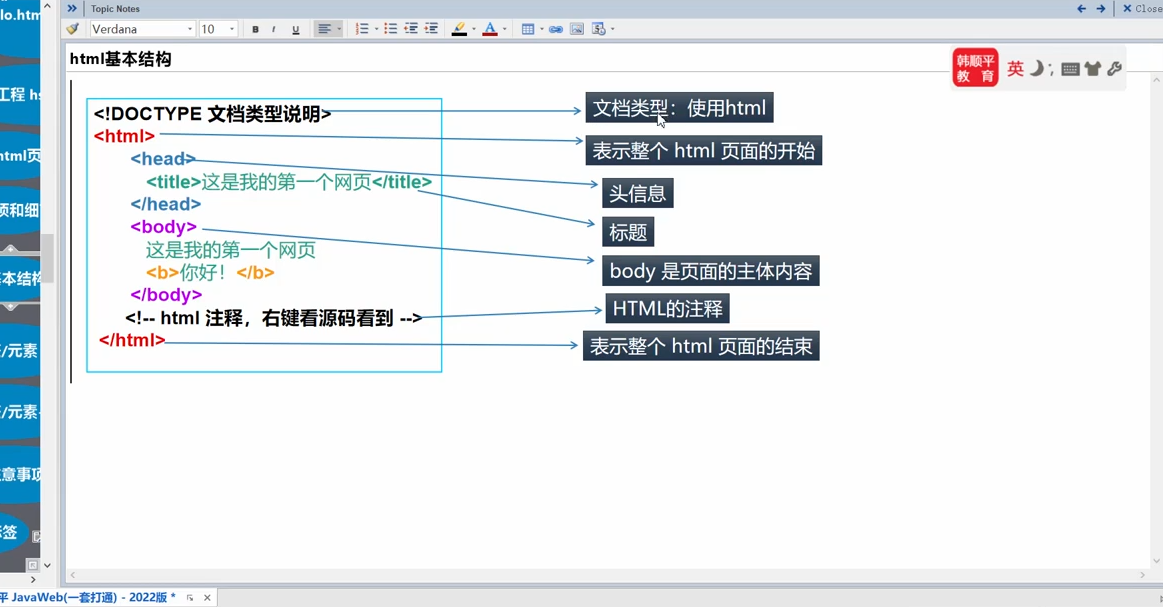 lo.htm
Topic Notes
Close
Verdana
10
B I U
A
html基本结构
韩顺平
教 育
英
工程 hs
html页
项和细
基本结构
/元素
/元素
意事项
签
<!DOCTYPE 文档类型说明>
文档类型：使用html
<html>
表示整个 html 页面的开始
<head>
<title>这是我的第一个网页</title>
头信息
</head>
标题
<body>
这是我的第一个网页
<b>你好！</b>
body 是页面的主体内容
</body>
<!-- html 注释，右键看源码看到 -->
HTML的注释
</html>
表示整个 html 页面的结束
平 JavaWeb(一套打通) - 2022版 *